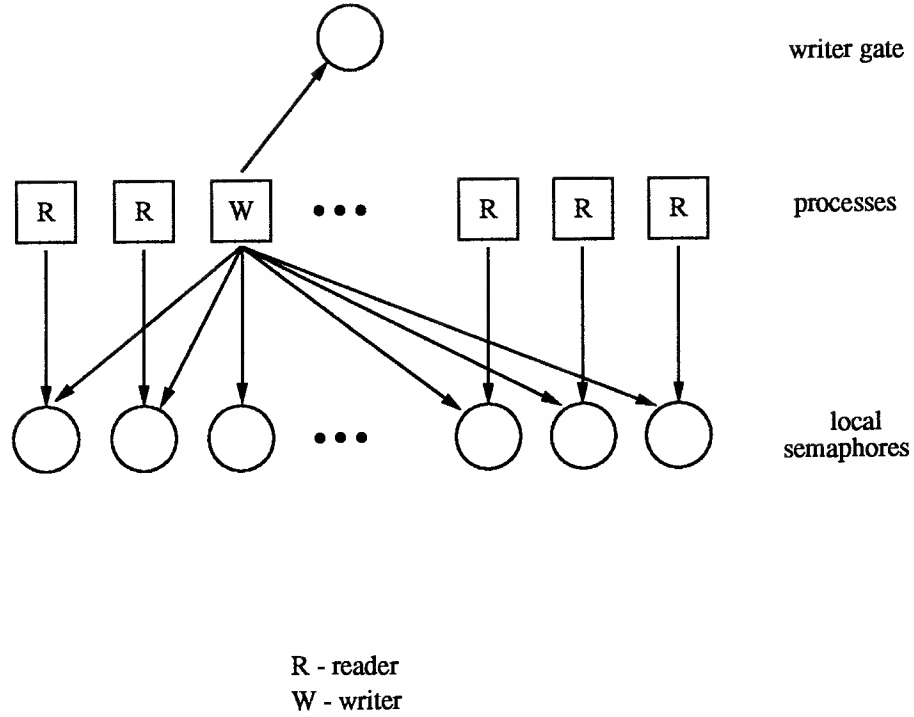 writer gate
R R W ••• R R R processes
••• local
semaphores
R - reader
W - writer